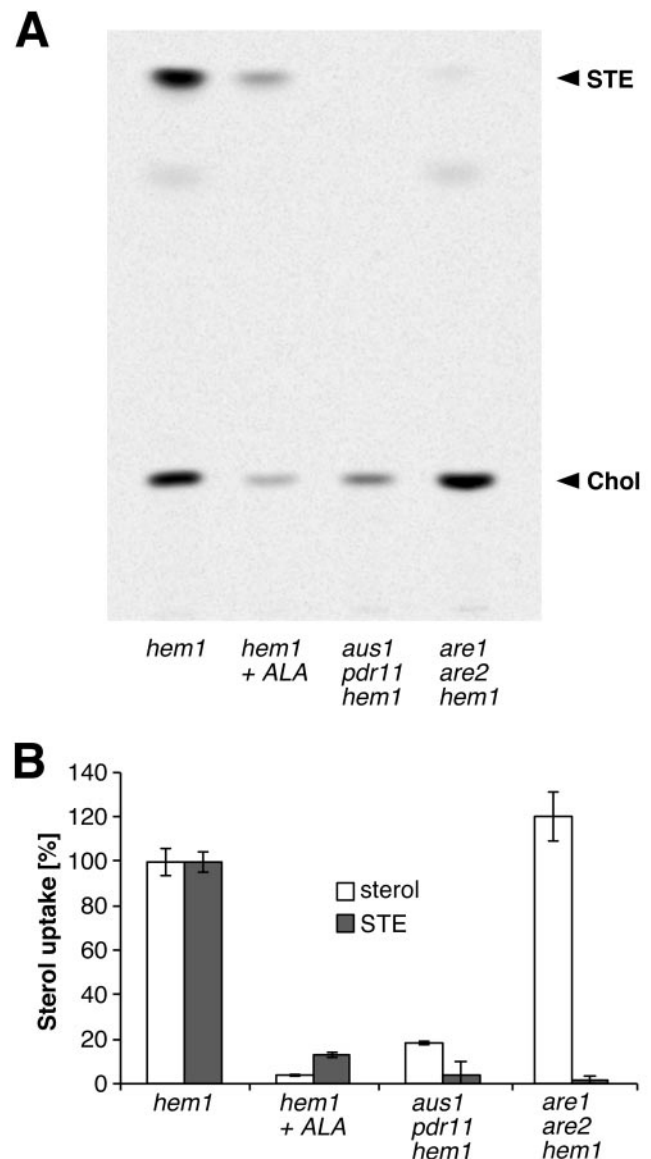 A
◄ STE
◄ Chol
hem1 hem1 aus1 are1
+ ALA pdr11 are2
hem1 hem1
B
Sterol uptake [%]
140
120
100
80
60
40
20
0
sterol
STE
hem1 hem1 aus1 are1
+ ALA pdr11 are2
hem1 hem1